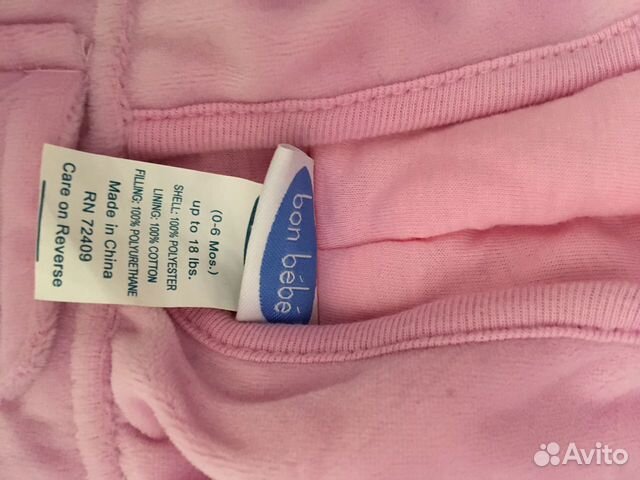 bon bébé
(0-6 Mos.)
up to 18 lbs.
SHELL: 100% POLYESTER
LINING: 100% COTTON
FILLING: 100% POLYURETHANE
Made in China
RN 72409
Care on Reverse
Avito